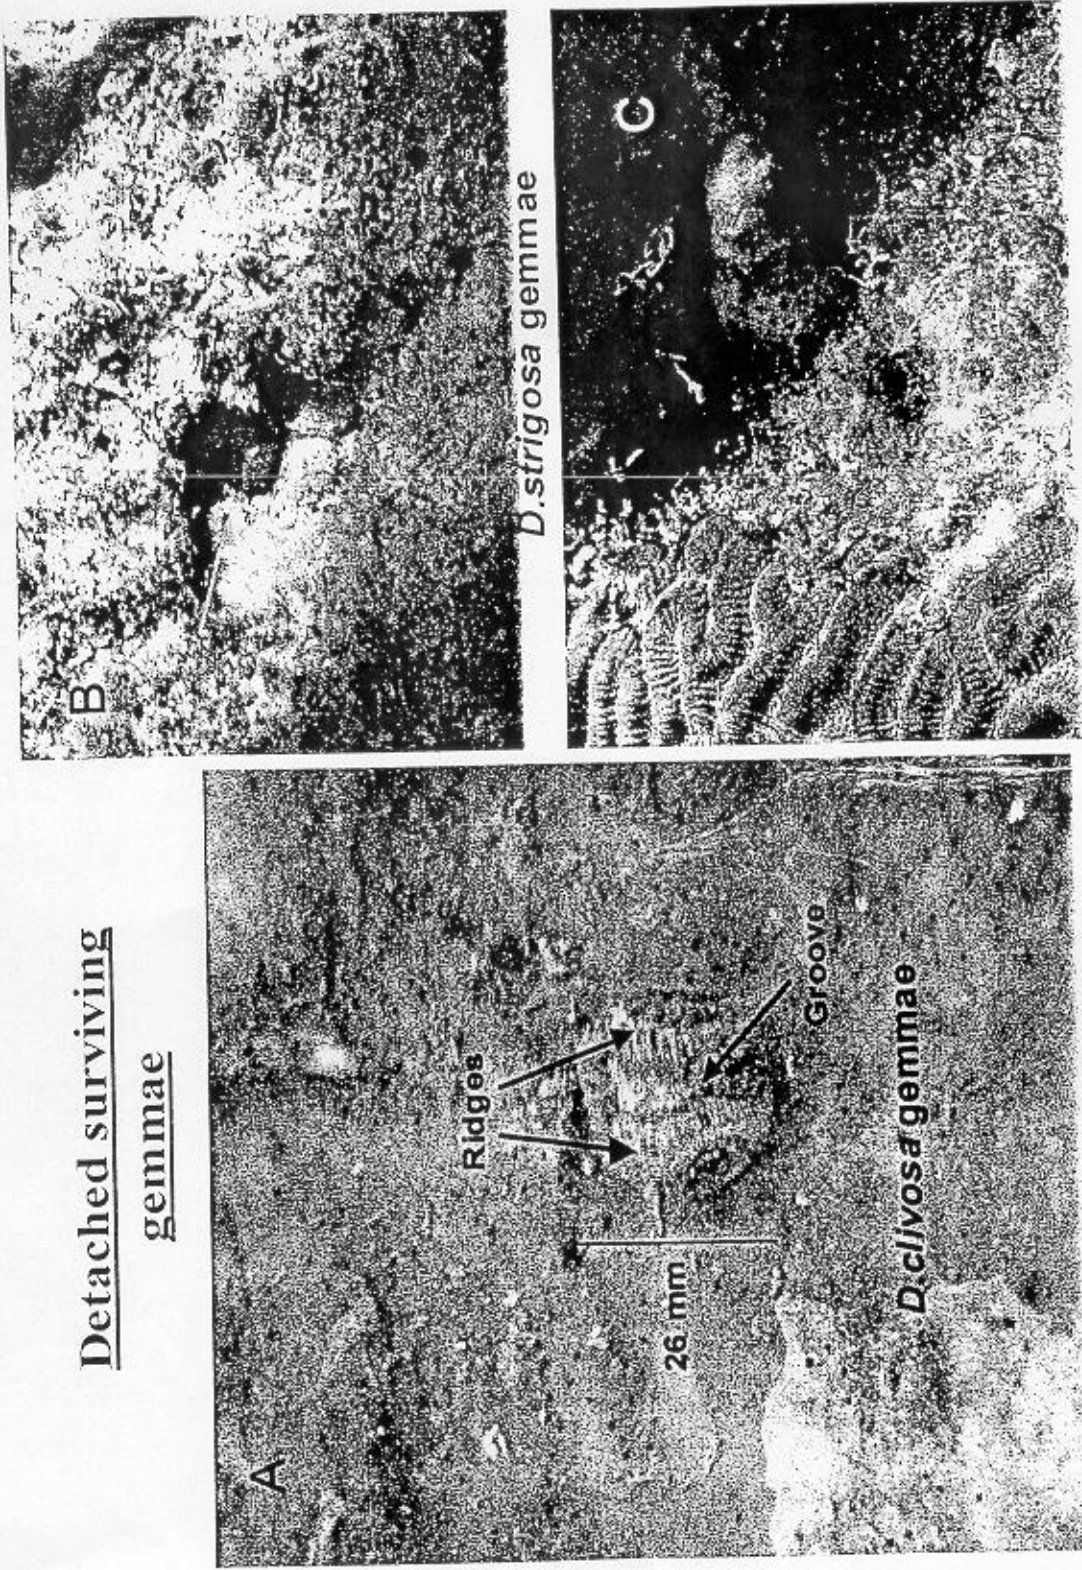 Detached surviving
gemmae
A
Ridges
Groove
26 mm
D.clivosa gemmae
B
D.strigosa gemmae
C